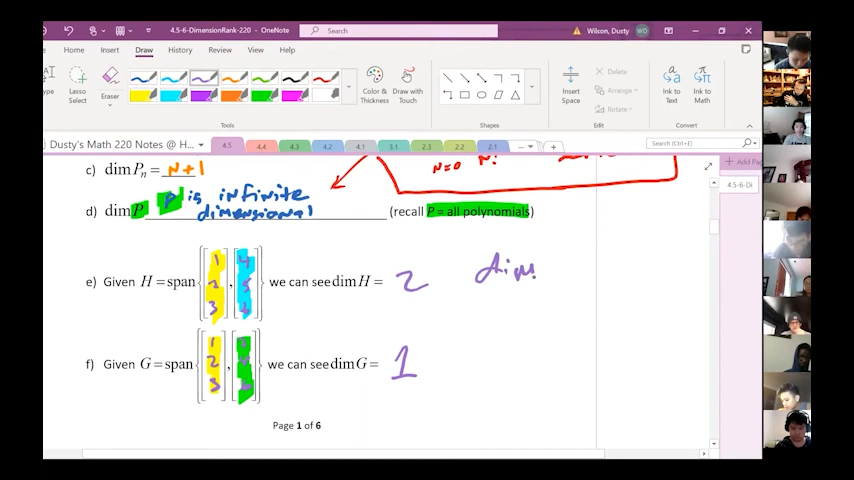 4.5-6-DimensionRank-220 - OneNote
Search
Wilson, Dusty
WD
Home Insert Draw History Review View Help
Type
Lasso Select
Eraser
Color & Thickness
Draw with Touch
Insert Space
Delete
Arrange
Rotate
Ink to Text
Ink to Math
Tools
Shapes
Edit
Convert
Dusty's Math 220 Notes @ H...
4.5 4.4 4.3 4.2 4.1 3.1 2.3 2.2 2.1
Search (Ctrl+E)
Add Page
4.5-6-Di
N=0 N!
c) dim Pn = N+1
d) dim P P is infinite dimensional (recall P = all polynomials)
e) Given H = span { [1 2 3], [4 5 6] } we can see dim H = 2 dim
f) Given G = span { [1 2 3], } we can see dim G = 1
Page 1 of 6